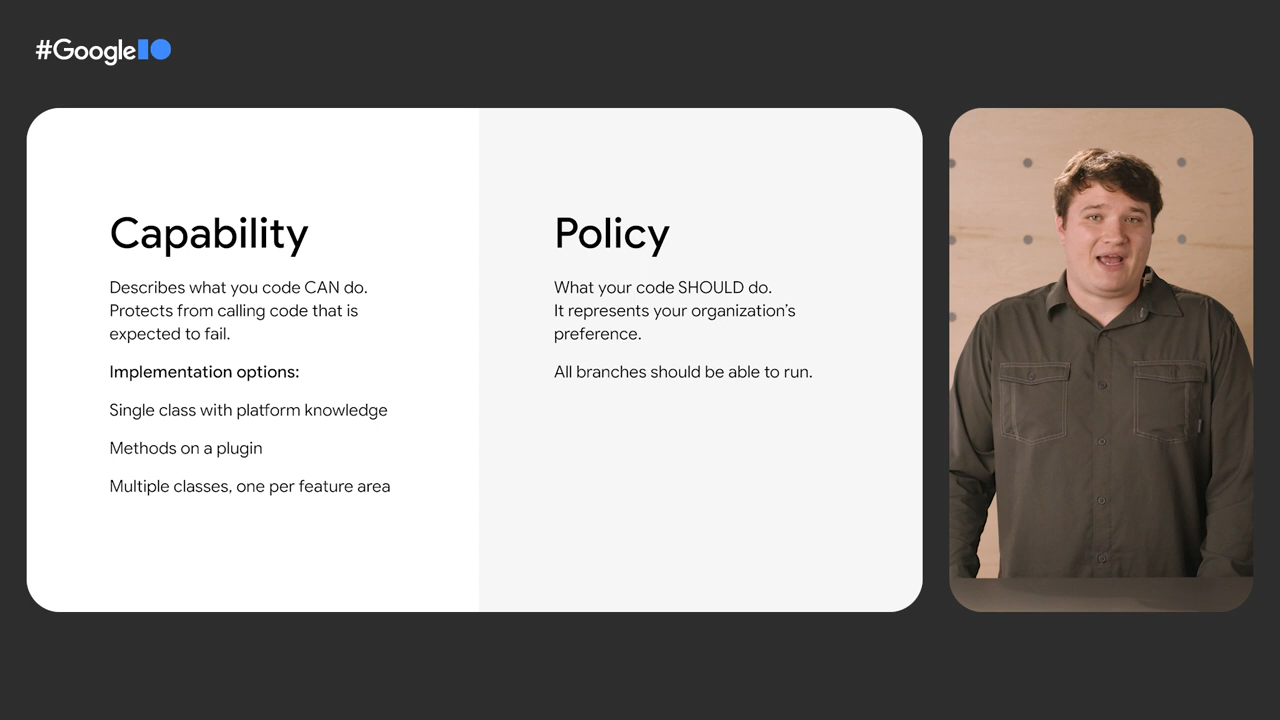 #GoogleIO
Capability
Describes what you code CAN do.
Protects from calling code that is
expected to fail.
Implementation options:
Single class with platform knowledge
Methods on a plugin
Multiple classes, one per feature area
Policy
What your code SHOULD do.
It represents your organization’s
preference.
All branches should be able to run.